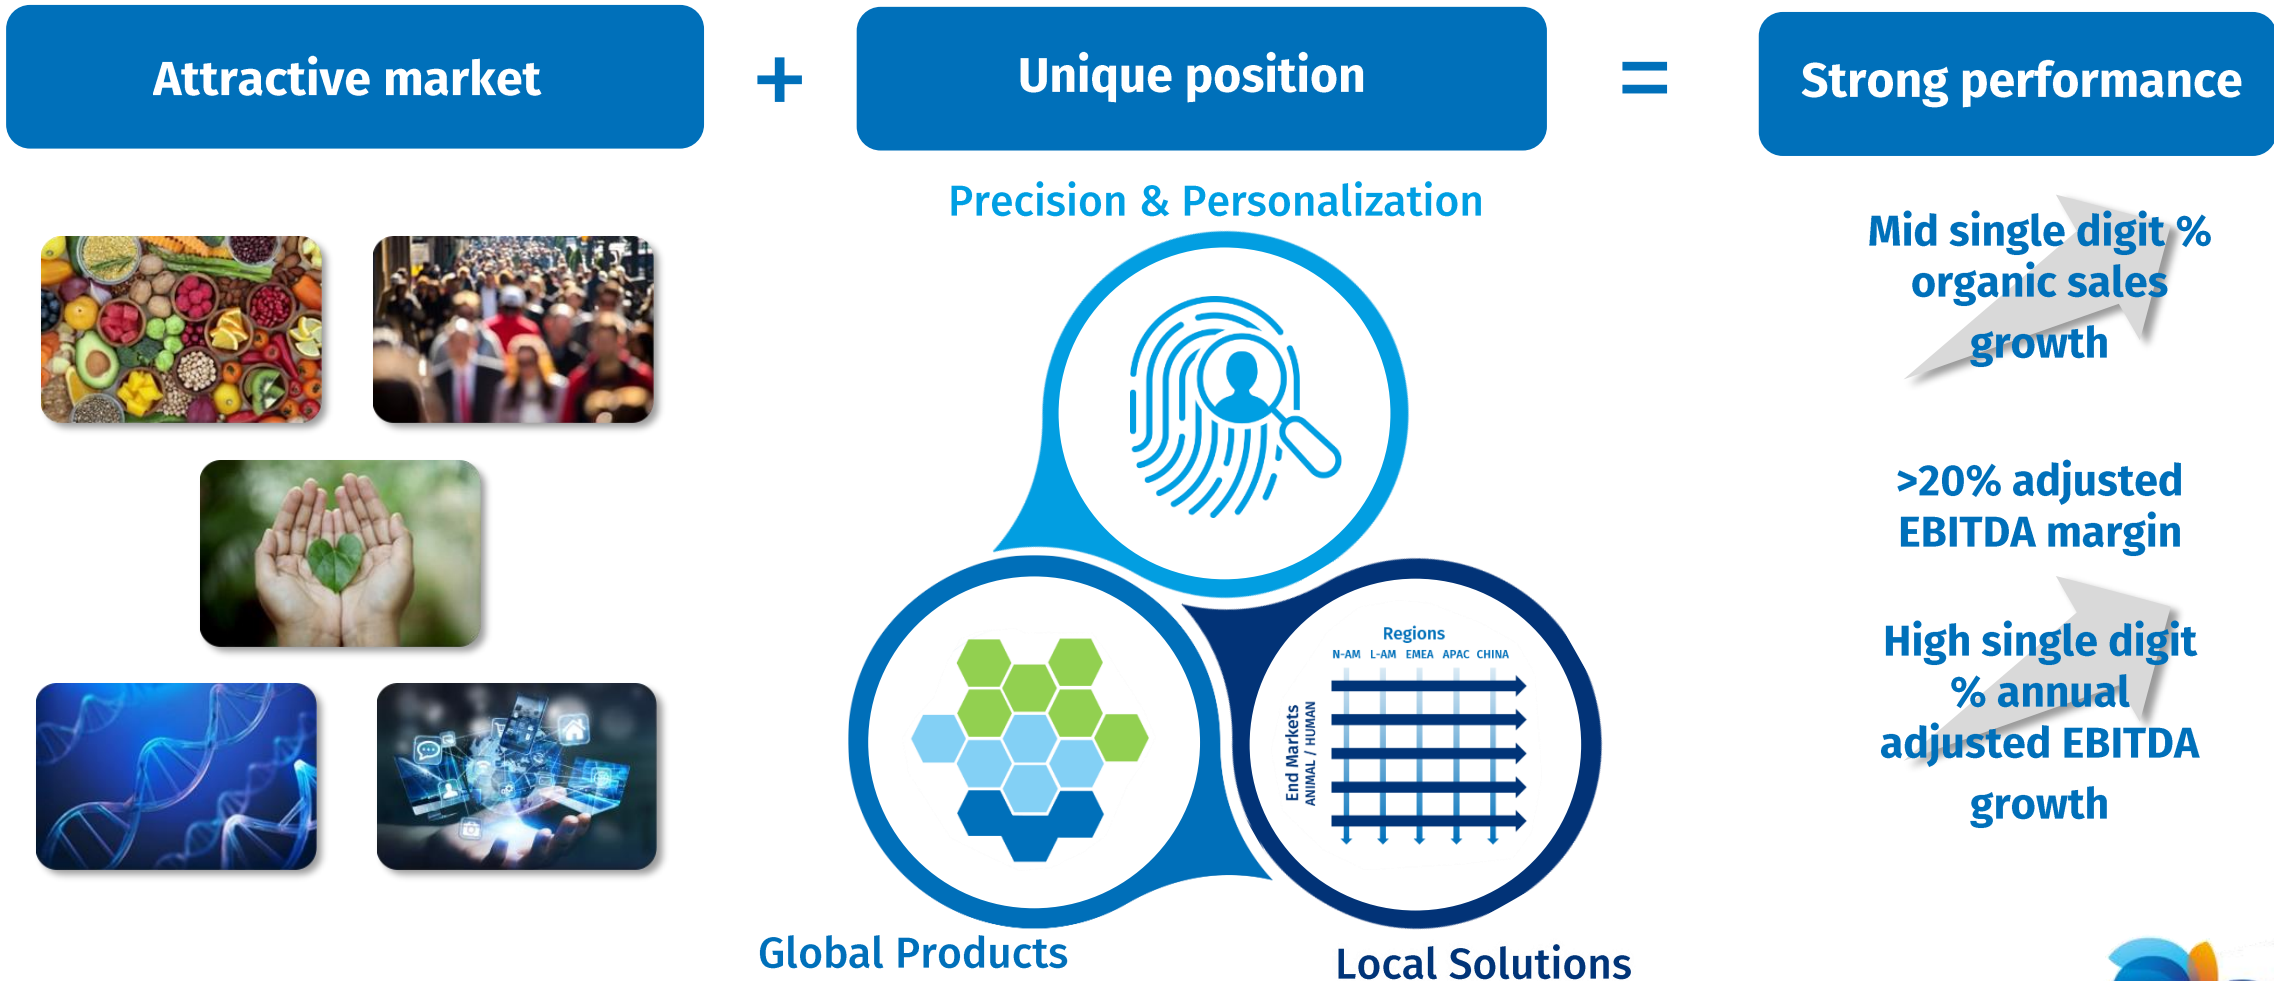 Attractive market
+
Unique position
=
Strong performance
Precision & Personalization
Regions
N-AM L-AM EMEA APAC CHINA
End Markets
ANIMAL / HUMAN
Global Products
Local Solutions
Mid single digit %
organic sales
growth
>20% adjusted
EBITDA margin
High single digit
% annual
adjusted EBITDA
growth